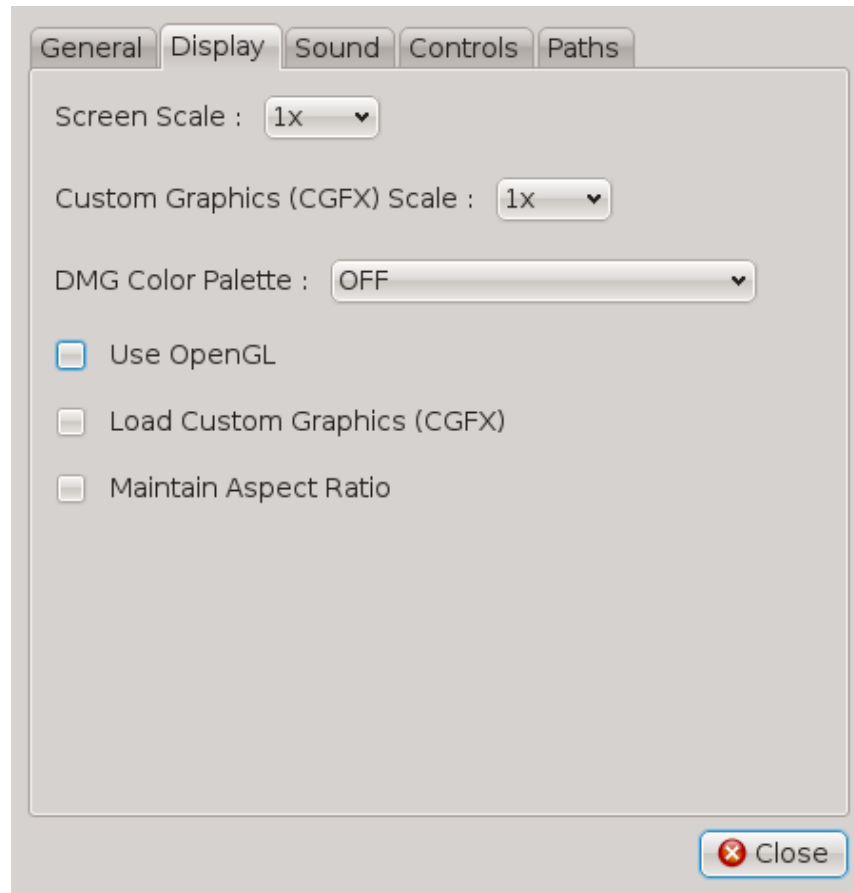 General Display Sound Controls Paths
Screen Scale : 1x
Custom Graphics (CGFX) Scale : 1x
DMG Color Palette : OFF
Use OpenGL
Load Custom Graphics (CGFX)
Maintain Aspect Ratio
Close